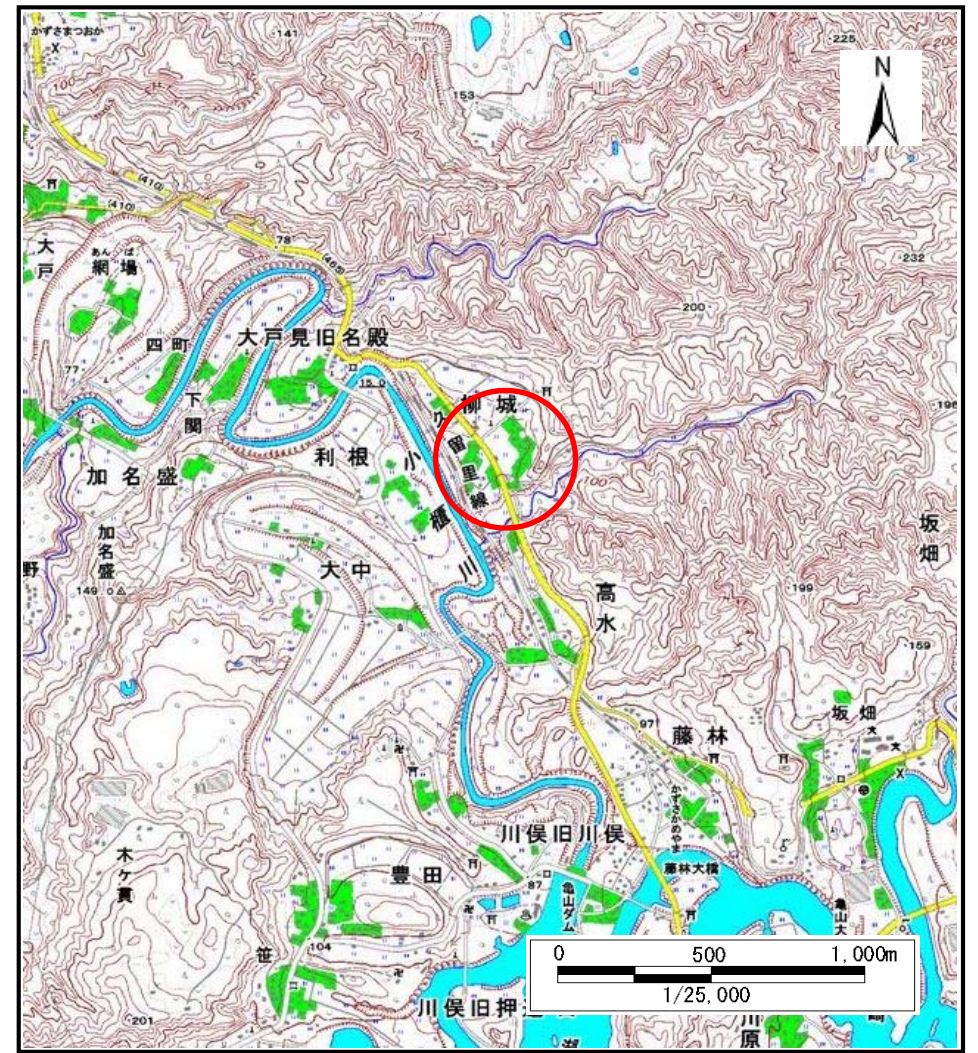 かずさまつおか
141
225
200
N
100
153
(410)
(410)
78
(465)
大戸
あんば
網場
232
200
四町
大戸見旧名殿
77
15.0
下関
柳城
196
久留里線
利根
小櫃川
加名盛
加名盛
坂畑
野
大中
149
高水
199
159
坂畑
97
藤林
かずさかめやま
川俣旧川俣
木ケ貫
豊田
87
亀山ダム
藤林大橋
亀山大
104
笹
0 500 1,000m
1/25,000
201
川俣旧押
川原
湖